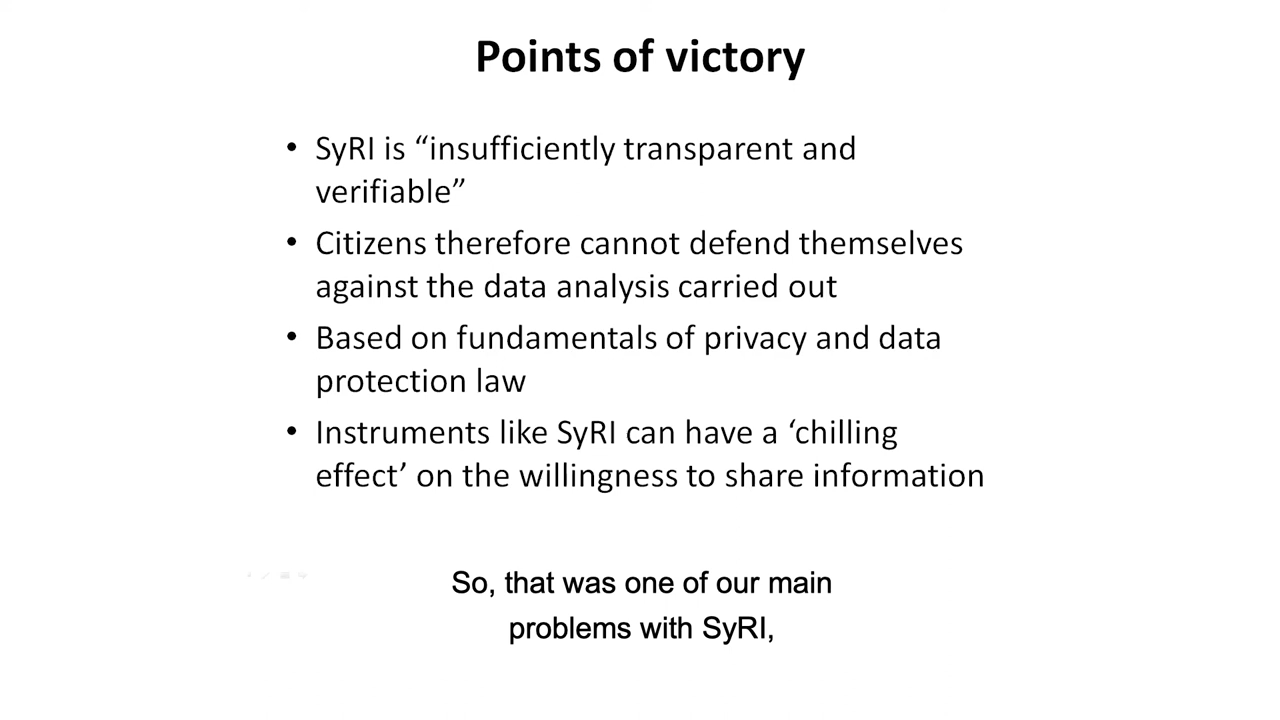 Points of victory
• SyRI is “insufficiently transparent and
verifiable”
• Citizens therefore cannot defend themselves
against the data analysis carried out
• Based on fundamentals of privacy and data
protection law
• Instruments like SyRI can have a ‘chilling
effect’ on the willingness to share information
So, that was one of our main
problems with SyRI,